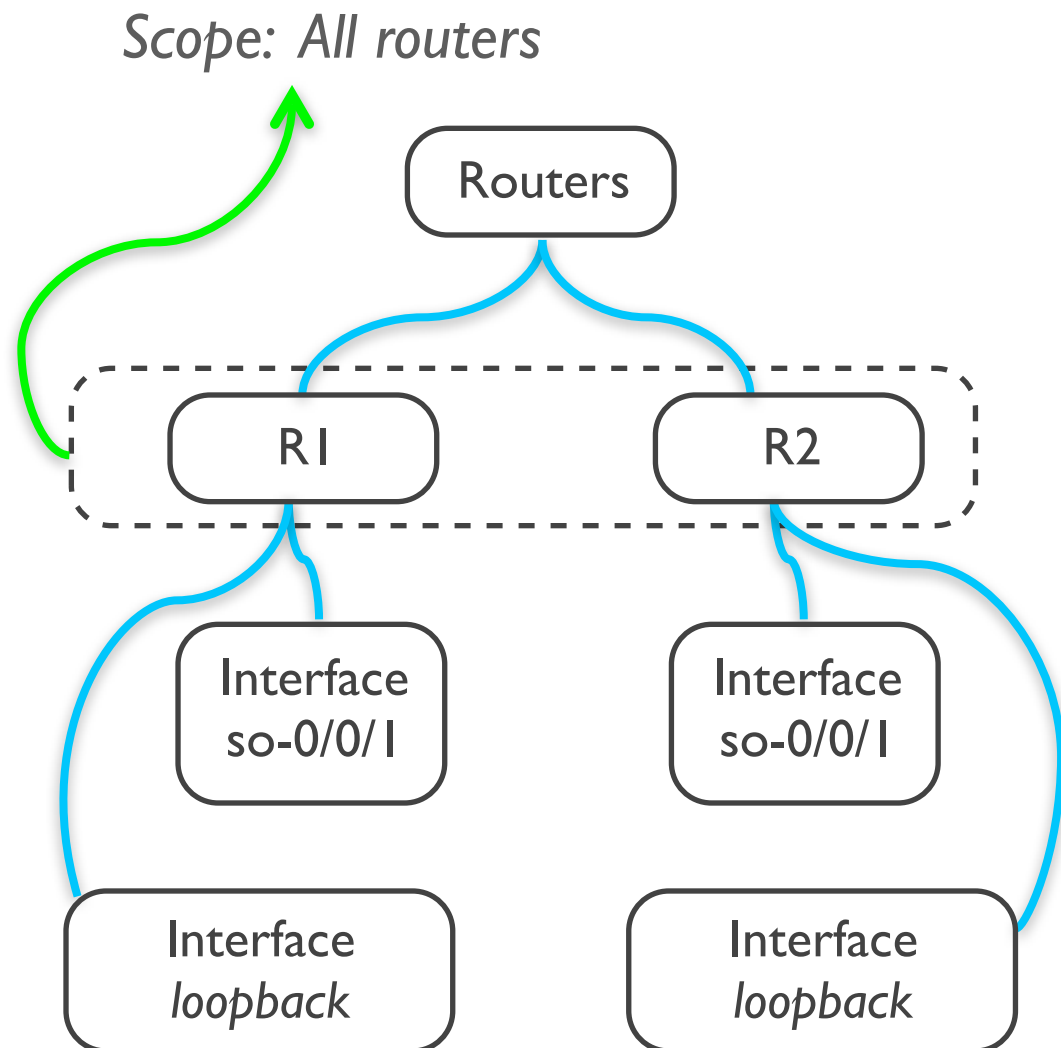 Scope: All routers
Routers
R1
R2
Interface
so-0/0/1
Interface
so-0/0/1
Interface
loopback
Interface
loopback